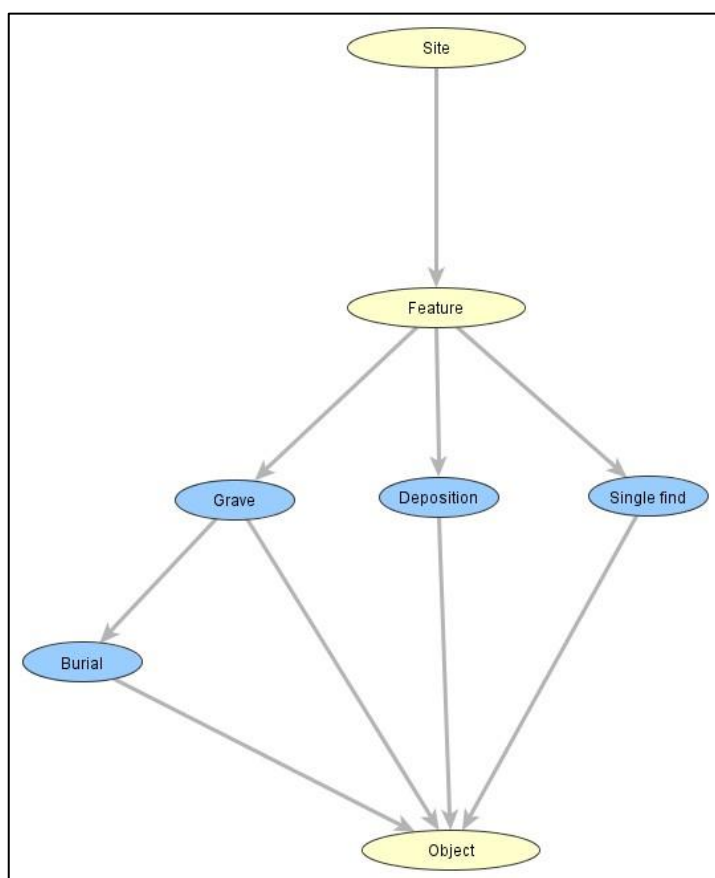 Site
Feature
Grave
Deposition
Single find
Burial
Object